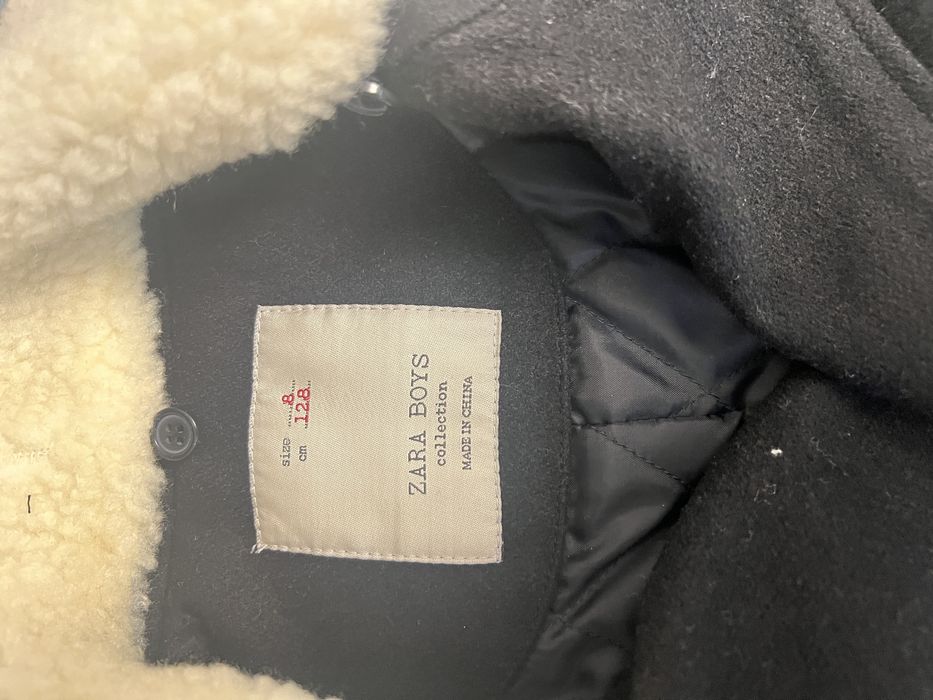 size 8
cm 128
ZARA BOYS
collection
MADE IN CHINA